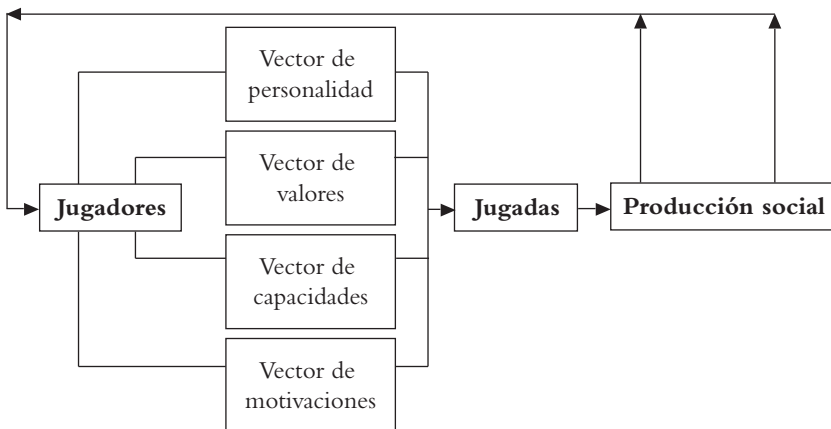 Vector de
personalidad
Vector de
valores
Jugadores
Jugadas
Producción social
Vector de
capacidades
Vector de
motivaciones